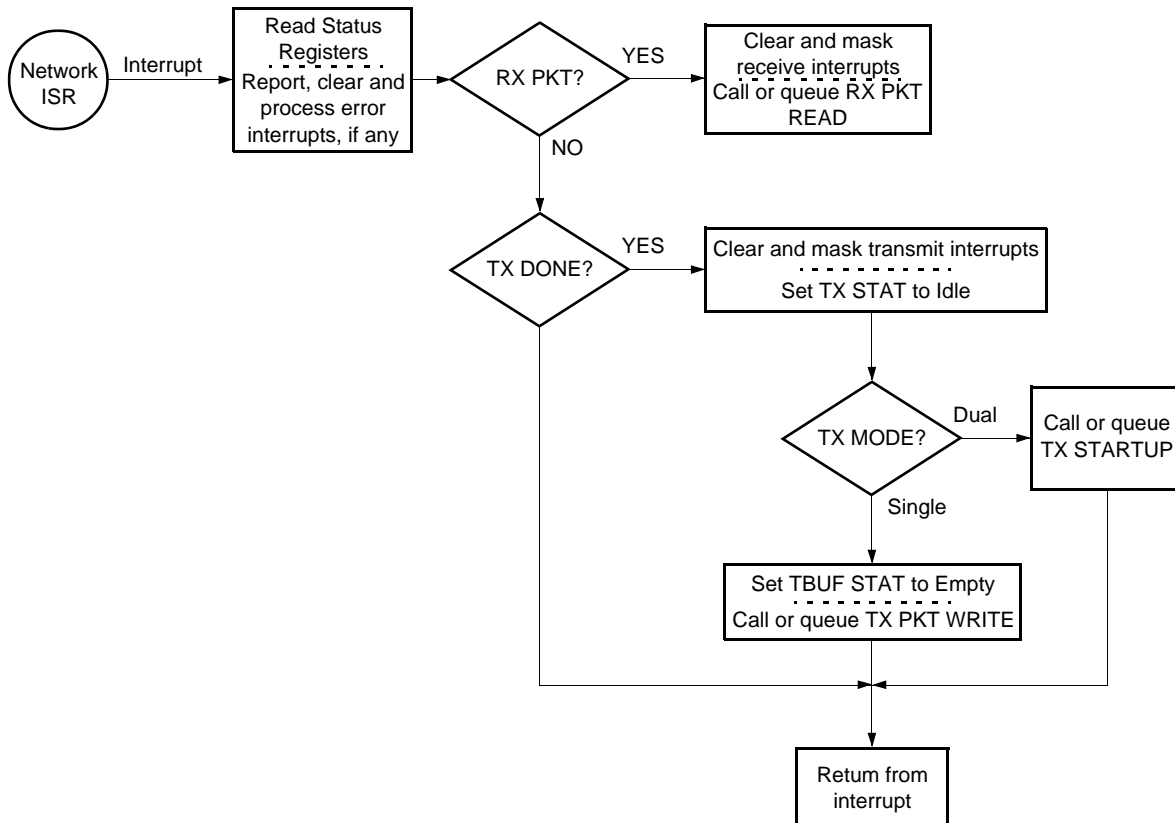 Network
ISR
Interrupt
Read Status
Registers
Report, clear and
process error
interrupts, if any
RX PKT?
YES
Clear and mask
receive interrupts
Call or queue RX PKT
READ
NO
TX DONE?
YES
Clear and mask transmit interrupts
Set TX STAT to Idle
TX MODE?
Dual
Call or queue
TX STARTUP
Single
Set TBUF STAT to Empty
Call or queue TX PKT WRITE
Retum from
interrupt